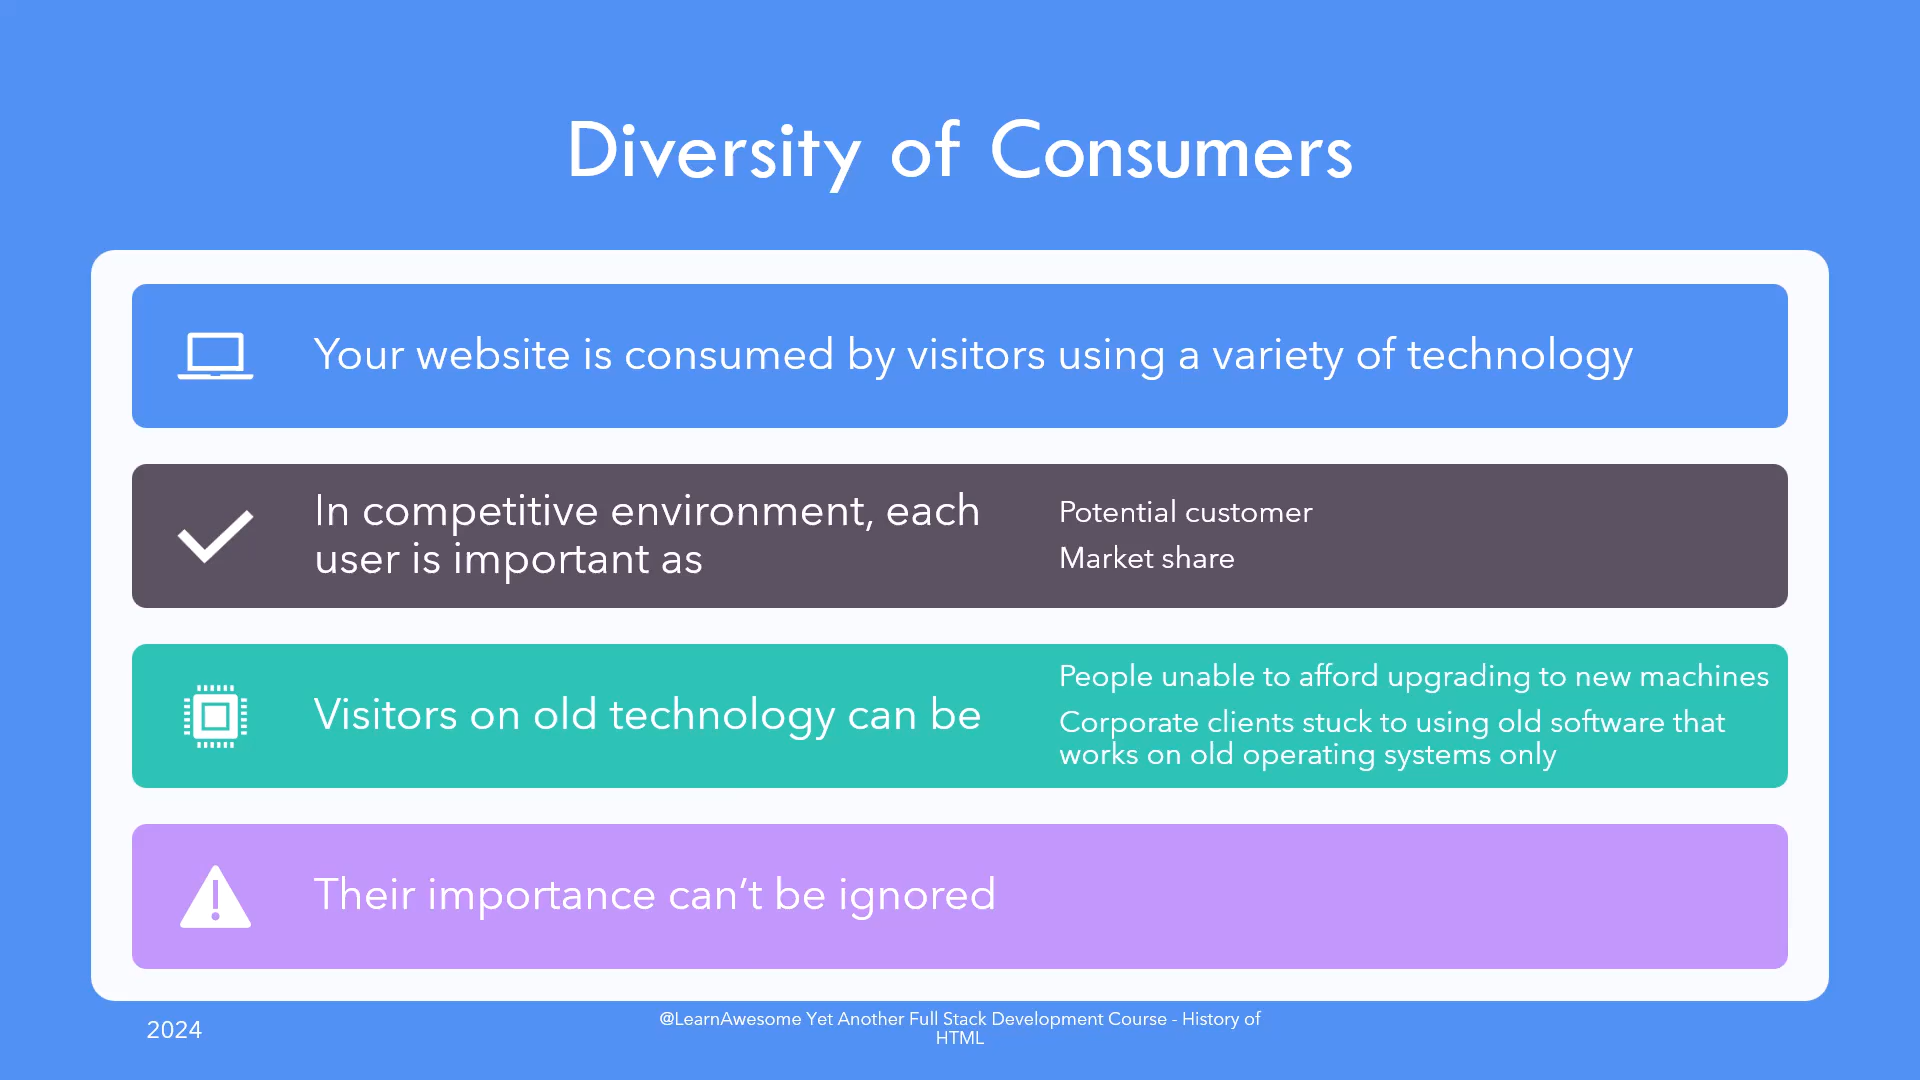 Diversity of Consumers
Your website is consumed by visitors using a variety of technology
In competitive environment, each
user is important as
Potential customer
Market share
Visitors on old technology can be
People unable to afford upgrading to new machines
Corporate clients stuck to using old software that
works on old operating systems only
Their importance can’t be ignored
2024
@LearnAwesome Yet Another Full Stack Development Course - History of
HTML